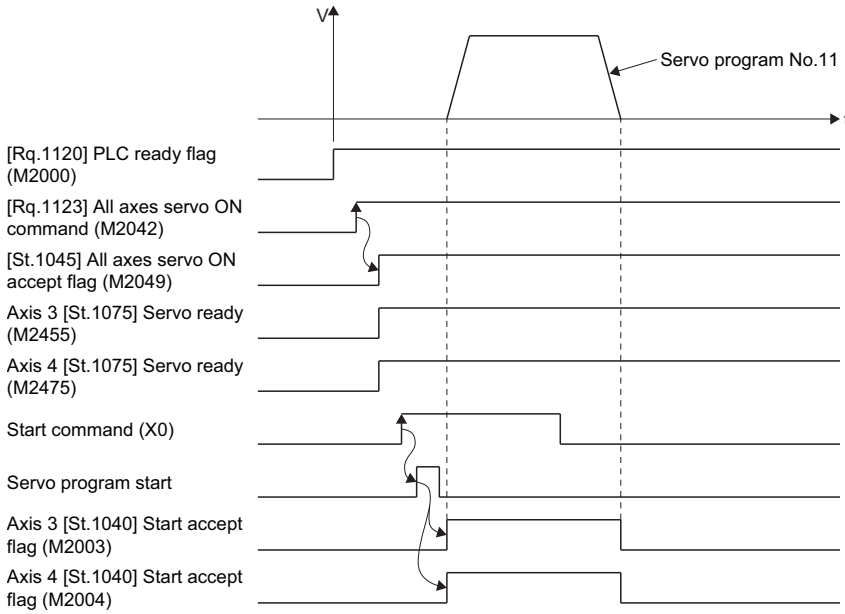 V
Servo program No.11
t
[Rq.1120] PLC ready flag
(M2000)
[Rq.1123] All axes servo ON
command (M2042)
[St.1045] All axes servo ON
accept flag (M2049)
Axis 3 [St.1075] Servo ready
(M2455)
Axis 4 [St.1075] Servo ready
(M2475)
Start command (X0)
Servo program start
Axis 3 [St.1040] Start accept
flag (M2003)
Axis 4 [St.1040] Start accept
flag (M2004)